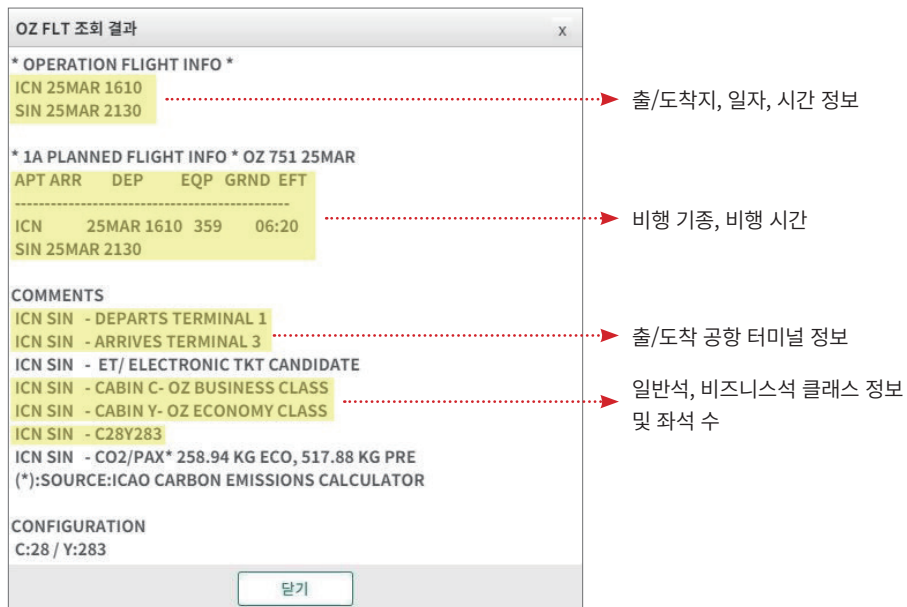 OZ FLT 조회 결과 x
* OPERATION FLIGHT INFO *
ICN 25MAR 1610
SIN 25MAR 2130
출/도착지, 일자, 시간 정보
* 1A PLANNED FLIGHT INFO * OZ 751 25MAR
APT ARR DEP EQP GRND EFT
----------------------------------------------
ICN 25MAR 1610 359 06:20
SIN 25MAR 2130
비행 기종, 비행 시간
COMMENTS
ICN SIN - DEPARTS TERMINAL 1
ICN SIN - ARRIVES TERMINAL 3
출/도착 공항 터미널 정보
ICN SIN - ET/ ELECTRONIC TKT CANDIDATE
ICN SIN - CABIN C- OZ BUSINESS CLASS
ICN SIN - CABIN Y- OZ ECONOMY CLASS
ICN SIN - C28Y283
일반석, 비즈니스석 클래스 정보
및 좌석 수
ICN SIN - CO2/PAX* 258.94 KG ECO, 517.88 KG PRE
(*):SOURCE:ICAO CARBON EMISSIONS CALCULATOR
CONFIGURATION
C:28 / Y:283
닫기